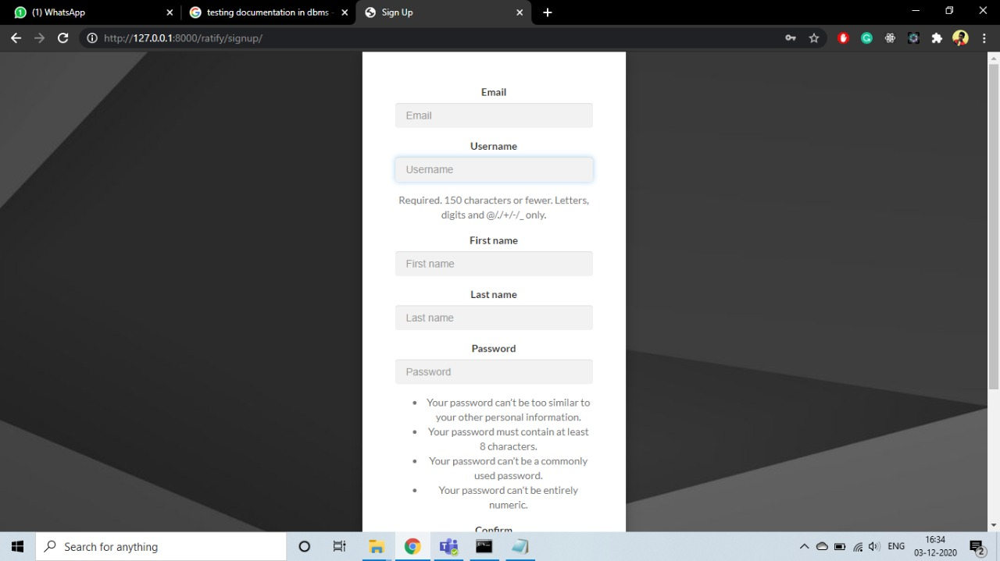 (1) WhatsApp
testing documentation in dbms -
Sign Up
http://127.0.0.1:8000/ratify/signup/
Email
Email
Username
Username
Required. 150 characters or fewer. Letters,
digits and @/./+/-/_ only.
First name
First name
Last name
Last name
Password
Password
Your password can't be too similar to
your other personal information.
Your password must contain at least
8 characters.
Your password can't be a commonly
used password.
Your password can't be entirely
numeric.
Confirm
Search for anything
ENG
16:34
03-12-2020
2